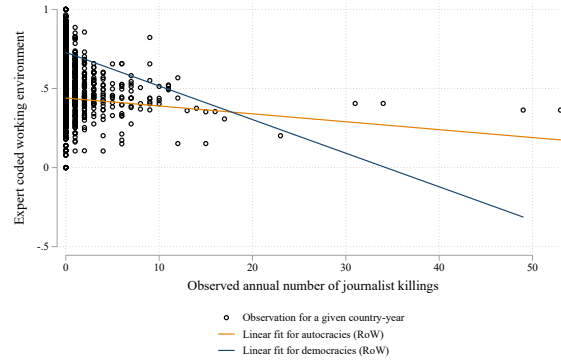 Expert coded working environment
1
.5
0
-.5
0
10
20
30
40
50
Observed annual number of journalist killings
Observation for a given country-year
Linear fit for autocracies (RoW)
Linear fit for democracies (RoW)